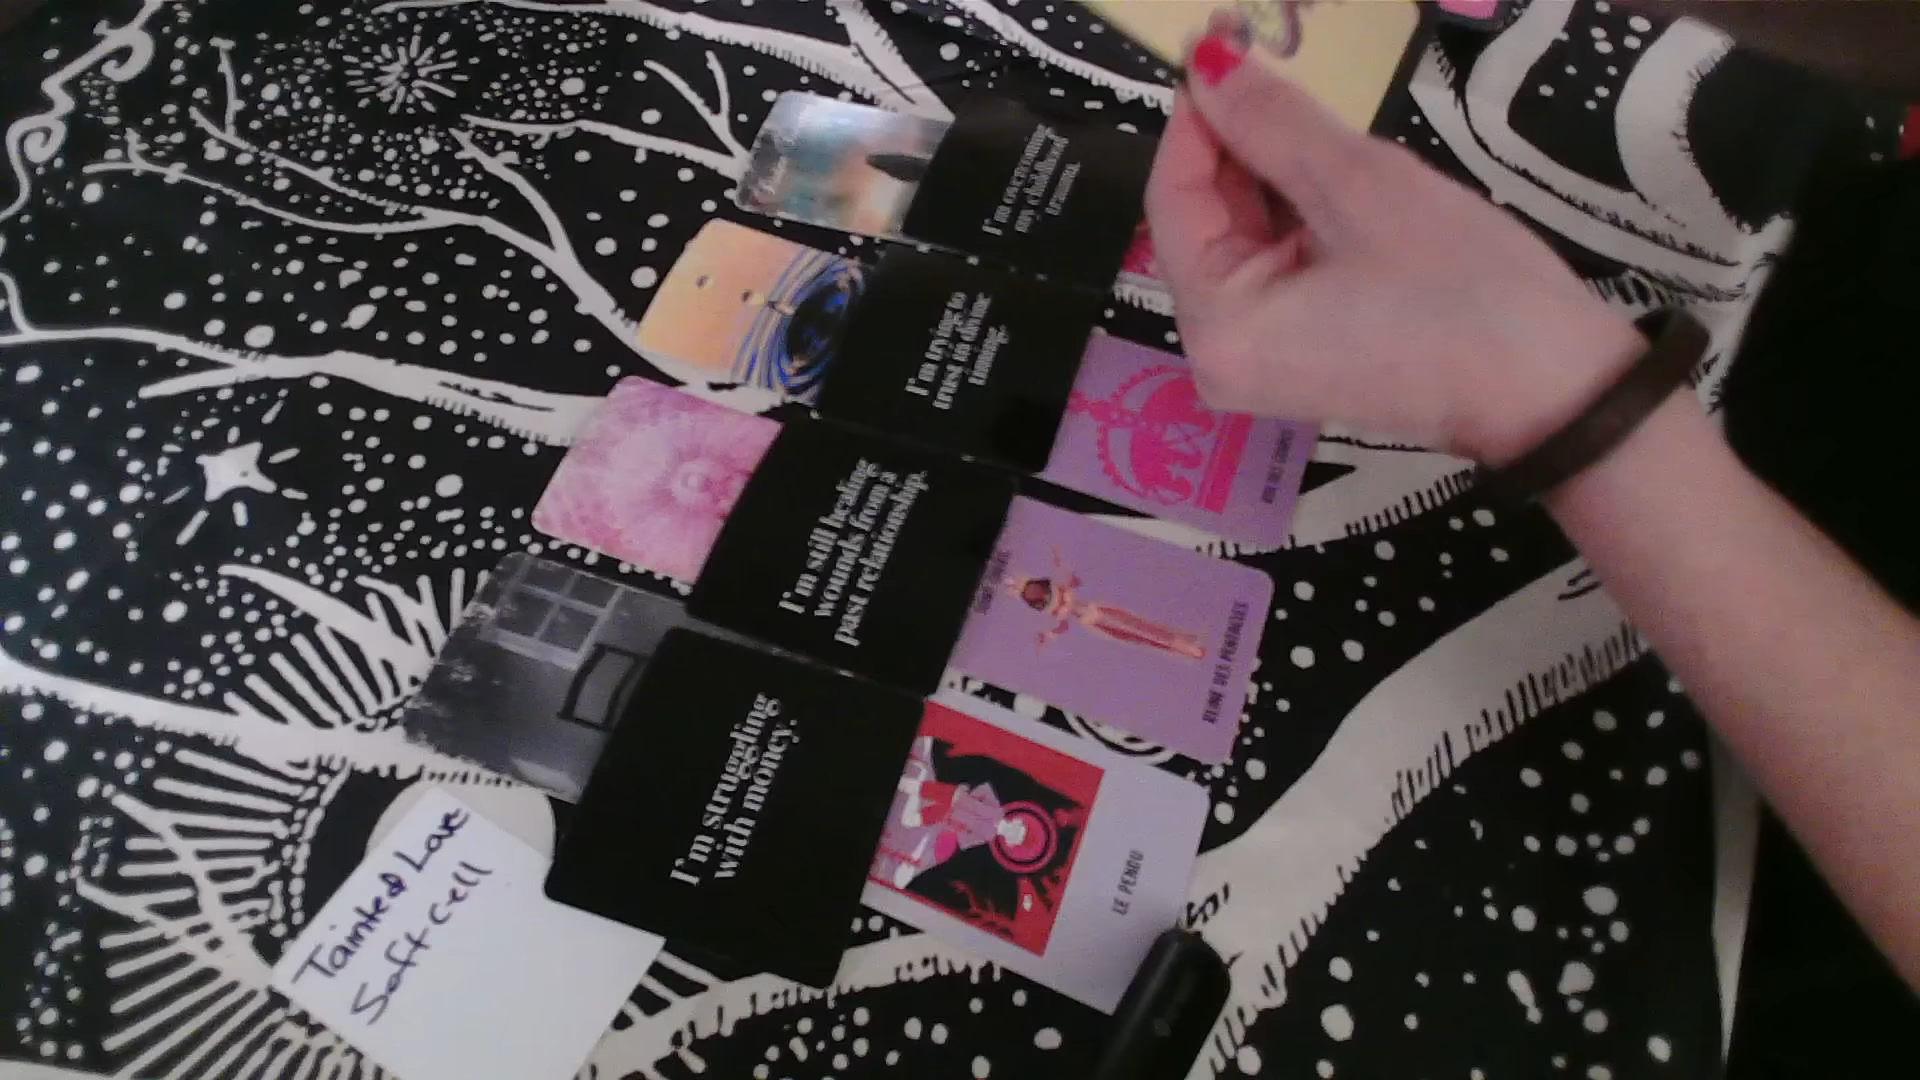 I'm overcoming
my childhood
trauma.
I'm trying to
trust in divine
timing.
I'm still healing
wounds from a
past relationship.
REINE DES PENTACLES
I'm struggling
with money.
LE PENDU
Tainted Love
Soft Cell